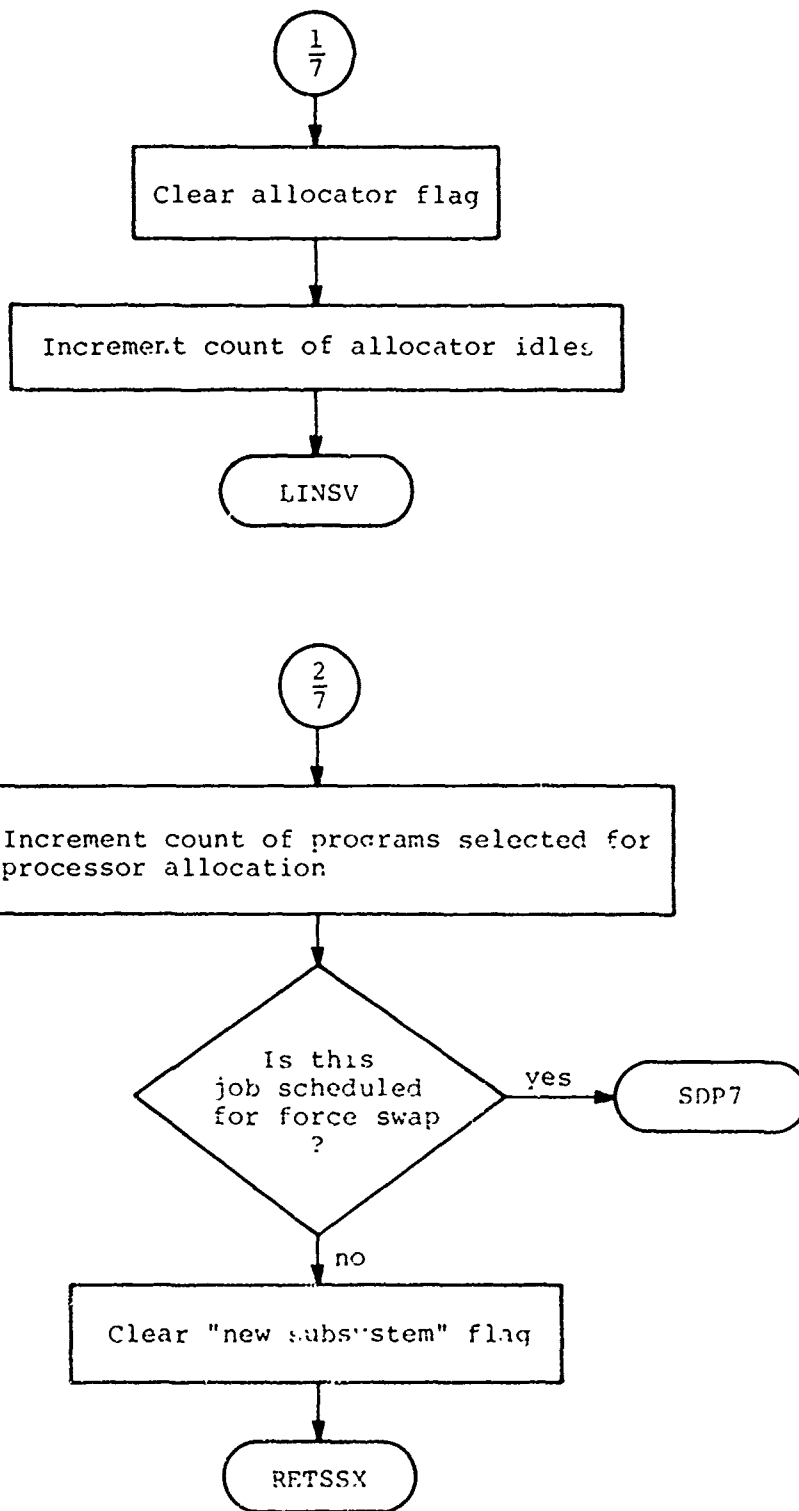 1
7
Clear allocator flag
Increment count of allocator idles
LINSV
2
7
Increment count of programs selected for
processor allocation
Is this
job scheduled
for force swap
?
yes
SDP7
no
Clear "new subsystem" flag
RETSSX